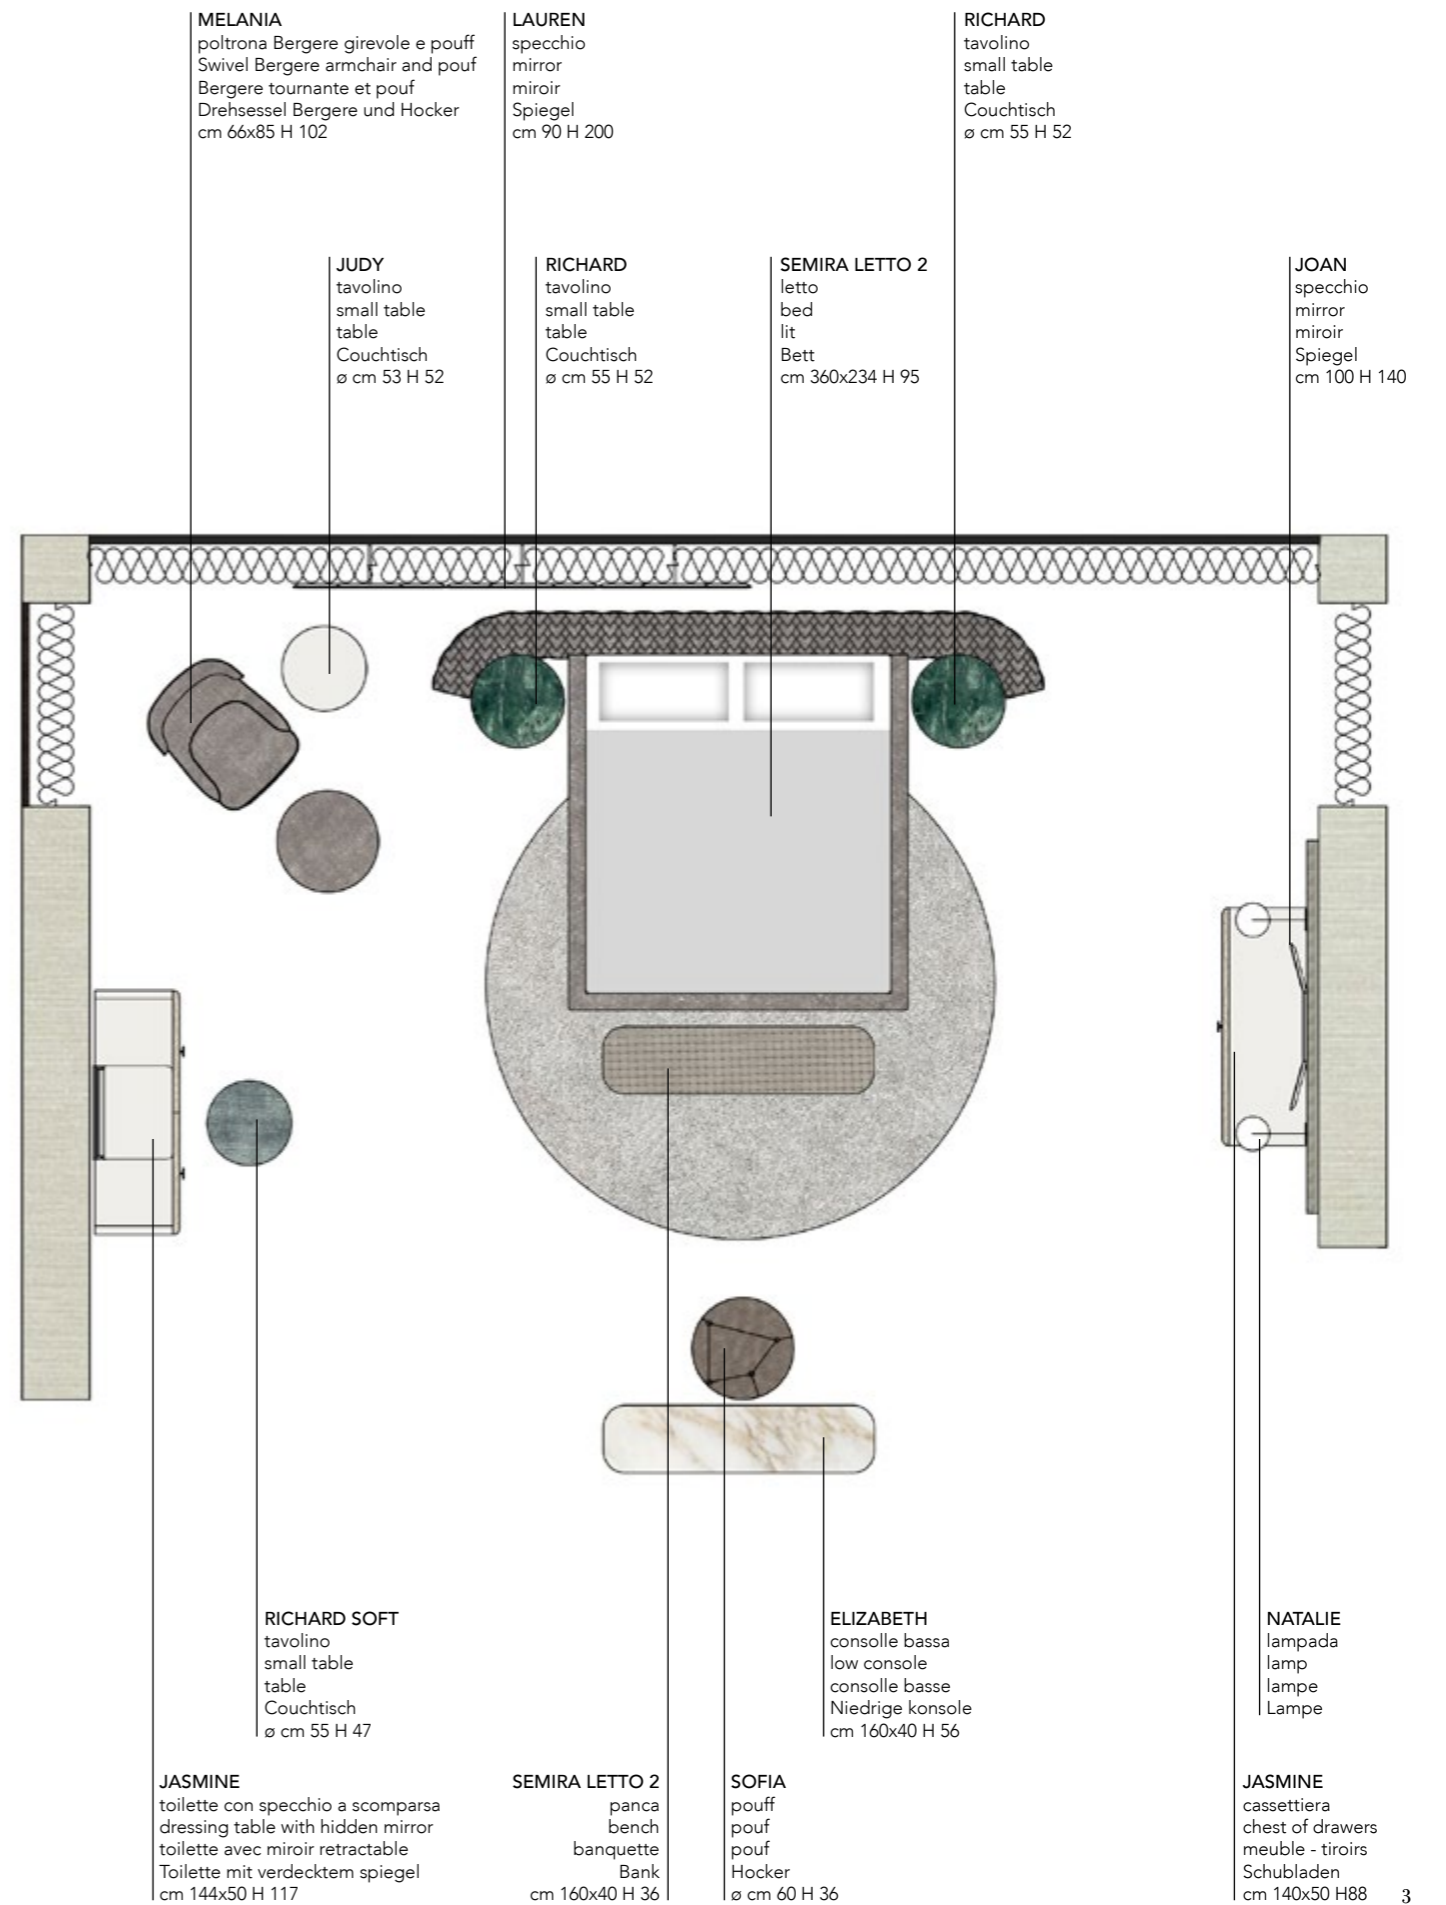 MELANIA
poltrona Bergere girevole e pouff
Swivel Bergere armchair and pouf
Bergere tournante et pouf
Drehsessel Bergere und Hocker
cm 66x85 H 102
LAUREN
specchio
mirror
miroir
Spiegel
cm 90 H 200
RICHARD
tavolino
small table
table
Couchtisch
ø cm 55 H 52
JUDY
tavolino
small table
table
Couchtisch
ø cm 53 H 52
RICHARD
tavolino
small table
table
Couchtisch
ø cm 55 H 52
SEMIRA LETTO 2
letto
bed
lit
Bett
cm 360x234 H 95
JOAN
specchio
mirror
miroir
Spiegel
cm 100 H 140
RICHARD SOFT
tavolino
small table
table
Couchtisch
ø cm 55 H 47
ELIZABETH
consolle bassa
low console
consolle basse
Niedrige konsole
cm 160x40 H 56
NATALIE
lampada
lamp
lampe
Lampe
JASMINE
toilette con specchio a scomparsa
dressing table with hidden mirror
toilette avec miroir retractable
Toilette mit verdecktem spiegel
cm 144x50 H 117
SEMIRA LETTO 2
panca
bench
banquette
Bank
cm 160x40 H 36
SOFIA
pouff
pouf
pouf
Hocker
ø cm 60 H 36
JASMINE
cassettiera
chest of drawers
meuble - tiroirs
Schubladen
cm 140x50 H88
3